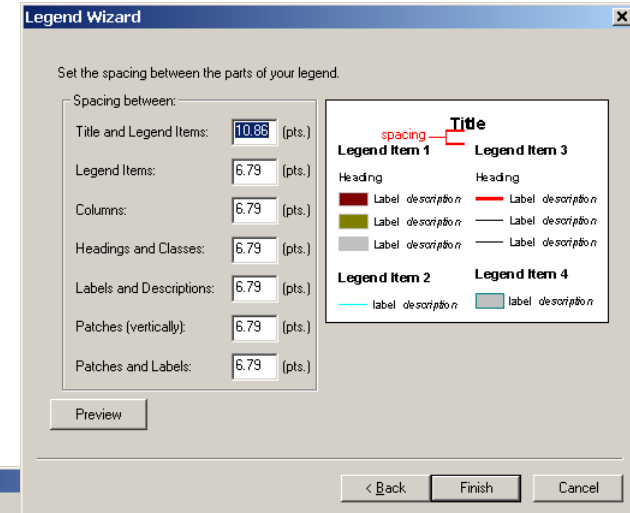 Legend Wizard
Set the spacing between the parts of your legend.
Spacing between:
Title and Legend Items: 10.86 (pts.)
Legend Items: 6.79 (pts.)
Columns: 6.79 (pts.)
Headings and Classes: 6.79 (pts.)
Labels and Descriptions: 6.79 (pts.)
Patches (vertically): 6.79 (pts.)
Patches and Labels: 6.79 (pts.)
Title
spacing
Legend Item 1 Legend Item 3
Heading Heading
Label description Label description
Label description Label description
Label description Label description
Legend Item 2 Legend Item 4
label description label description
Preview
< Back Finish Cancel